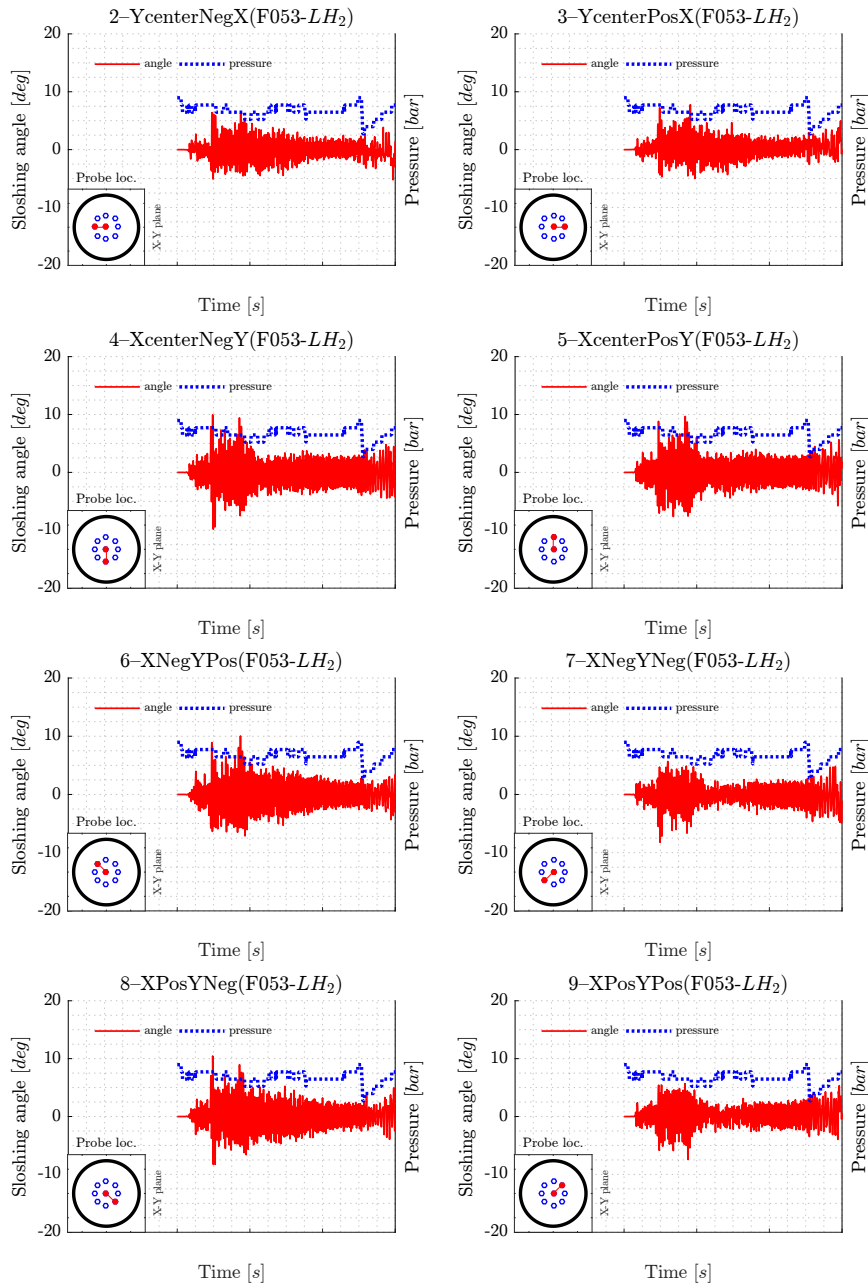 2–YcenterNegX(F053-LH₂)
20
10
0
-10
-20
Sloshing angle [deg]
angle
pressure
Pressure [bar]
Probe loc.
X-Y plane
Time [s]
3–YcenterPosX(F053-LH₂)
20
10
0
-10
-20
Sloshing angle [deg]
angle
pressure
Pressure [bar]
Probe loc.
X-Y plane
Time [s]
4–XcenterNegY(F053-LH₂)
20
10
0
-10
-20
Sloshing angle [deg]
angle
pressure
Pressure [bar]
Probe loc.
X-Y plane
Time [s]
5–XcenterPosY(F053-LH₂)
20
10
0
-10
-20
Sloshing angle [deg]
angle
pressure
Pressure [bar]
Probe loc.
X-Y plane
Time [s]
6–XNegYPos(F053-LH₂)
20
10
0
-10
-20
Sloshing angle [deg]
angle
pressure
Pressure [bar]
Probe loc.
X-Y plane
Time [s]
7–XNegYNeg(F053-LH₂)
20
10
0
-10
-20
Sloshing angle [deg]
angle
pressure
Pressure [bar]
Probe loc.
X-Y plane
Time [s]
8–XPosYNeg(F053-LH₂)
20
10
0
-10
-20
Sloshing angle [deg]
angle
pressure
Pressure [bar]
Probe loc.
X-Y plane
Time [s]
9–XPosYPos(F053-LH₂)
20
10
0
-10
-20
Sloshing angle [deg]
angle
pressure
Pressure [bar]
Probe loc.
X-Y plane
Time [s]